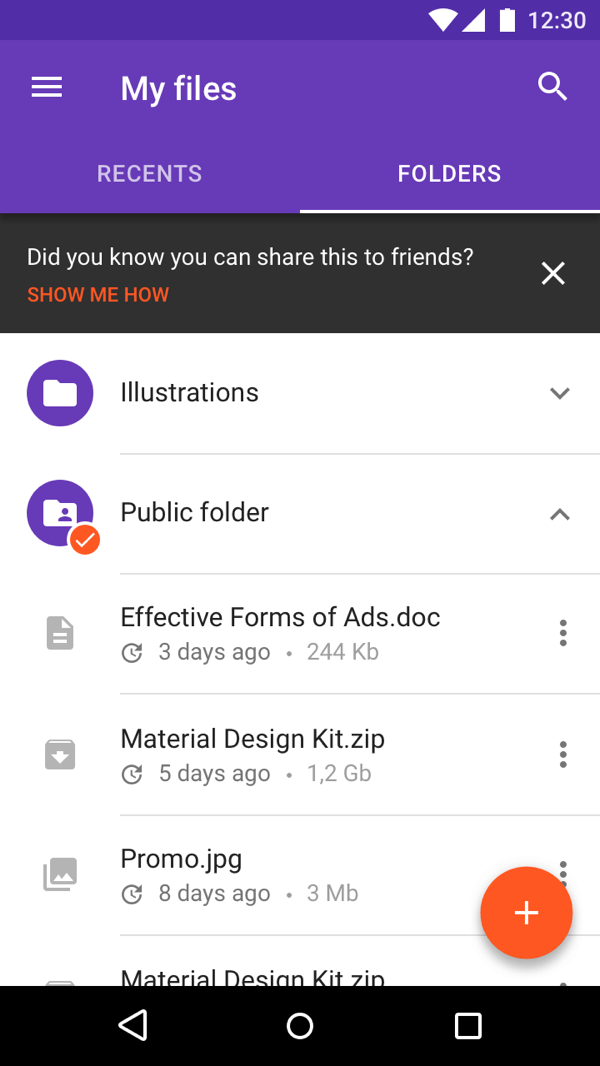 12:30
My files
RECENTS
FOLDERS
Did you know you can share this to friends?
SHOW ME HOW
Illustrations
Public folder
Effective Forms of Ads.doc
3 days ago • 244 Kb
Material Design Kit.zip
5 days ago • 1,2 Gb
Promo.jpg
8 days ago • 3 Mb
Material Design Kit.zip